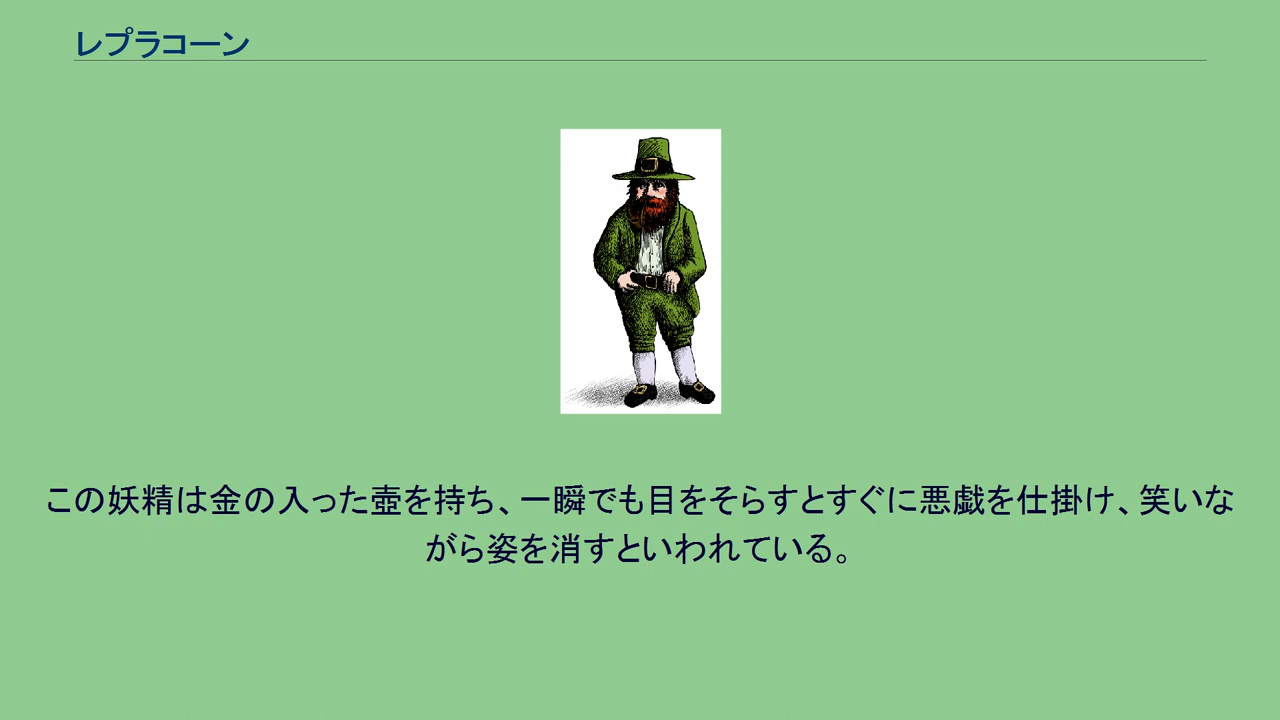 レプラコーン
この妖精は金の入った壺を持ち、一瞬でも目をそらすとすぐに悪戯を仕掛け、笑いな
がら姿を消すといわれている。